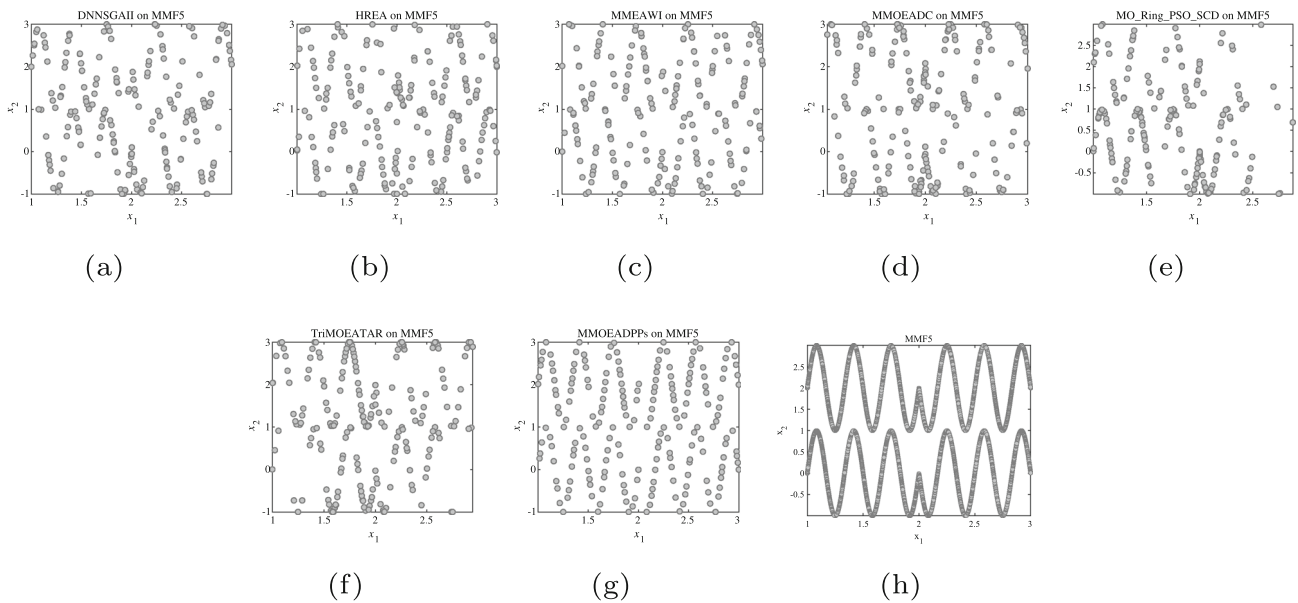 DNNSGAII on MMF5
3
2
1
0
-1
x2
1
1.5
2
2.5
x1
(a)
HREA on MMF5
3
2
1
0
-1
x2
1
1.5
2
2.5
3
x1
(b)
MMEAWI on MMF5
3
2
1
0
-1
x2
1
1.5
2
2.5
x1
(c)
MMOEADC on MMF5
3
2
1
0
-1
x2
1.5
2
2.5
3
x1
(d)
MO_Ring_PSO_SCD on MMF5
2.5
2
1.5
1
0.5
0
-0.5
x2
1.5
2
2.5
x1
(e)
TriMOEATAR on MMF5
3
2
1
0
-1
x2
1
1.5
2
2.5
x1
(f)
MMOEADPPs on MMF5
3
2
1
0
-1
x2
1
1.5
2
2.5
3
x1
(g)
MMF5
2.5
2
1.5
1
0.5
0
-0.5
x2
1
1.5
2
2.5
3
x1
(h)